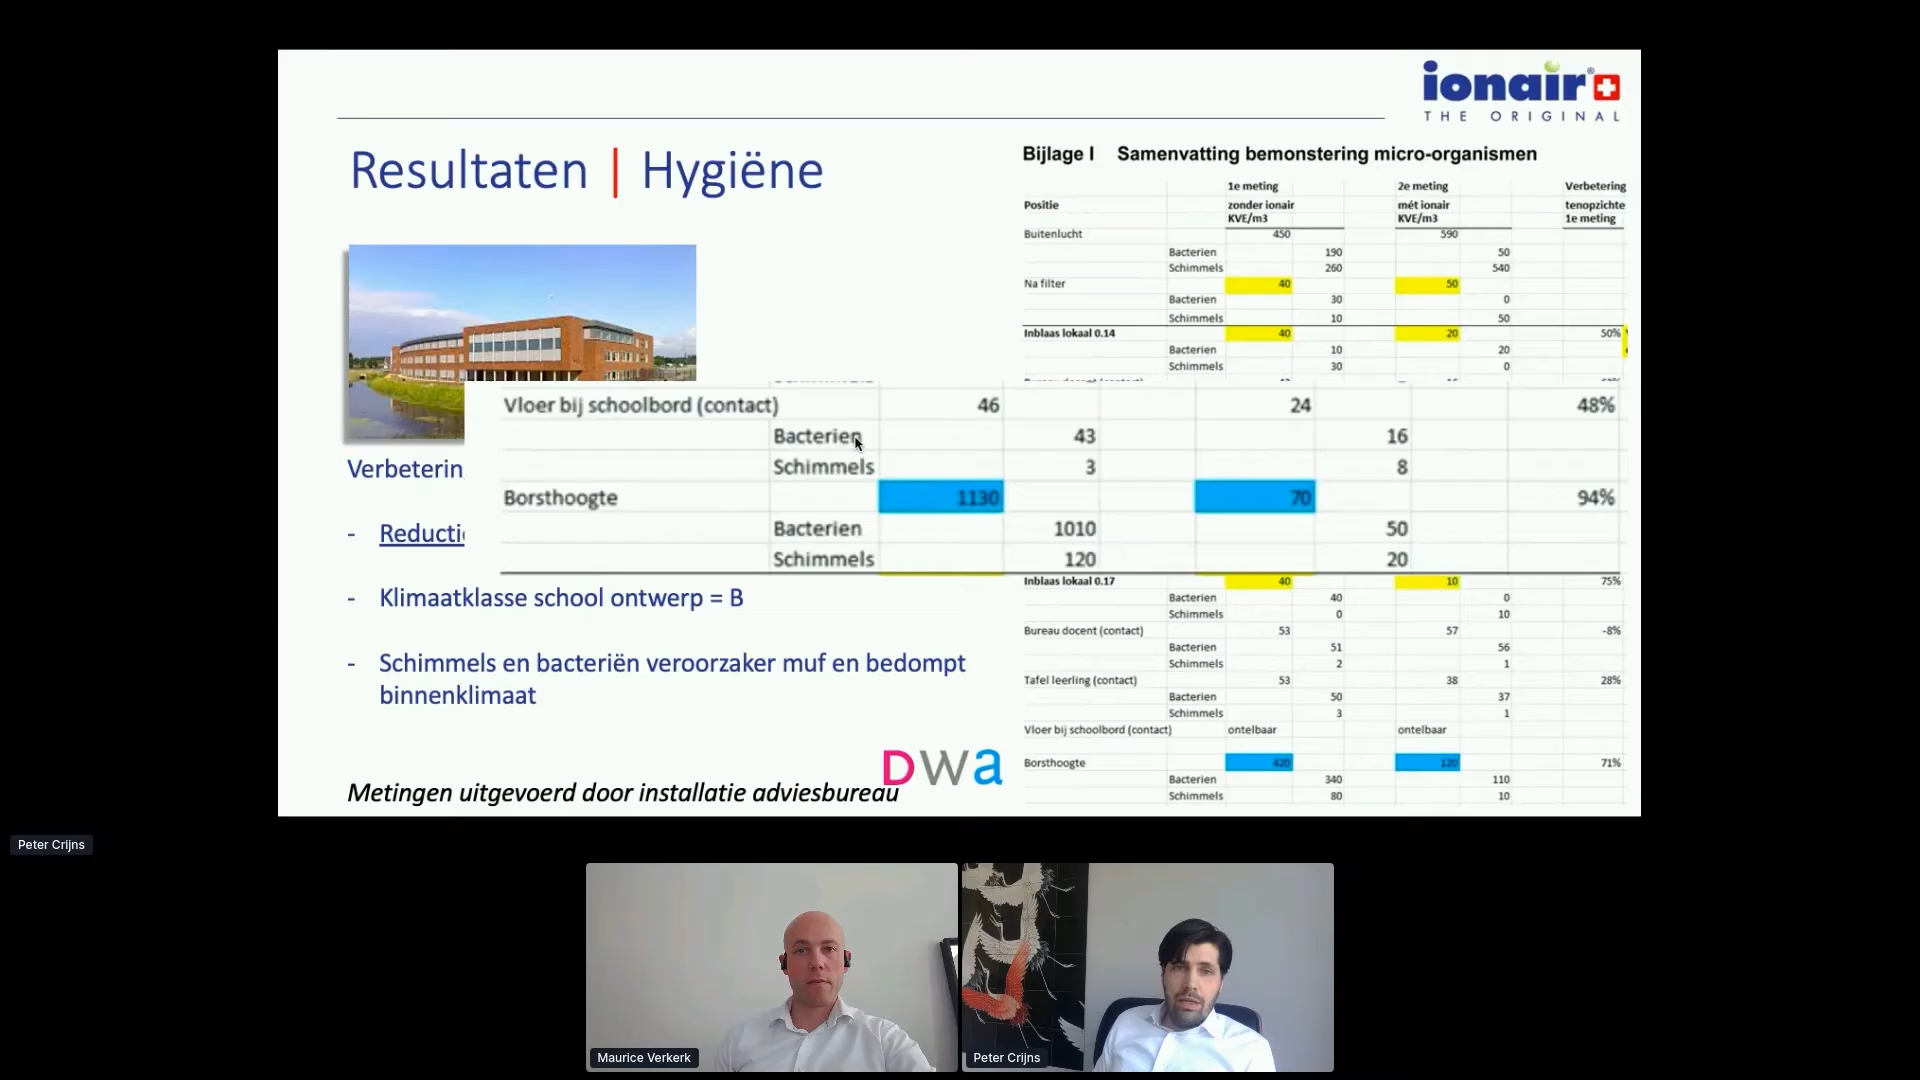 ionair®
THE ORIGINAL
Resultaten | Hygiëne
Bijlage I Samenvatting bemonstering micro-organismen
1e meting 2e meting Verbetering
Positie zonder ionair mét ionair tenopzichte
KVE/m3 KVE/m3 1e meting
Buitenlucht 450 590
Bacterien 190 50
Schimmels 260 540
Na filter 40 50
Bacterien 30 0
Schimmels 10 50
Inblaas lokaal 0.14 40 20 50%
Bacterien 10 20
Schimmels 30 0
Vloer bij schoolbord (contact) 46 24 48%
Bacterien 43 16
Schimmels 3 8
Borsthoogte 1130 70 94%
Bacterien 1010 50
Schimmels 120 20
Inblaas lokaal 0.17 40 10 75%
Bacterien 40 0
Schimmels 0 10
Bureau docent (contact) 53 57 -8%
Bacterien 51 56
Schimmels 2 1
Tafel leerling (contact) 53 38 28%
Bacterien 50 37
Schimmels 3 1
Vloer bij schoolbord (contact) ontelbaar ontelbaar
Borsthoogte 420 120 71%
Bacterien 340 110
Schimmels 80 10
Verbeterin
- Reductie
- Klimaatklasse school ontwerp = B
- Schimmels en bacteriën veroorzaker muf en bedompt
binnenklimaat
DWa
Metingen uitgevoerd door installatie adviesbureau
Peter Crijns
Maurice Verkerk
Peter Crijns